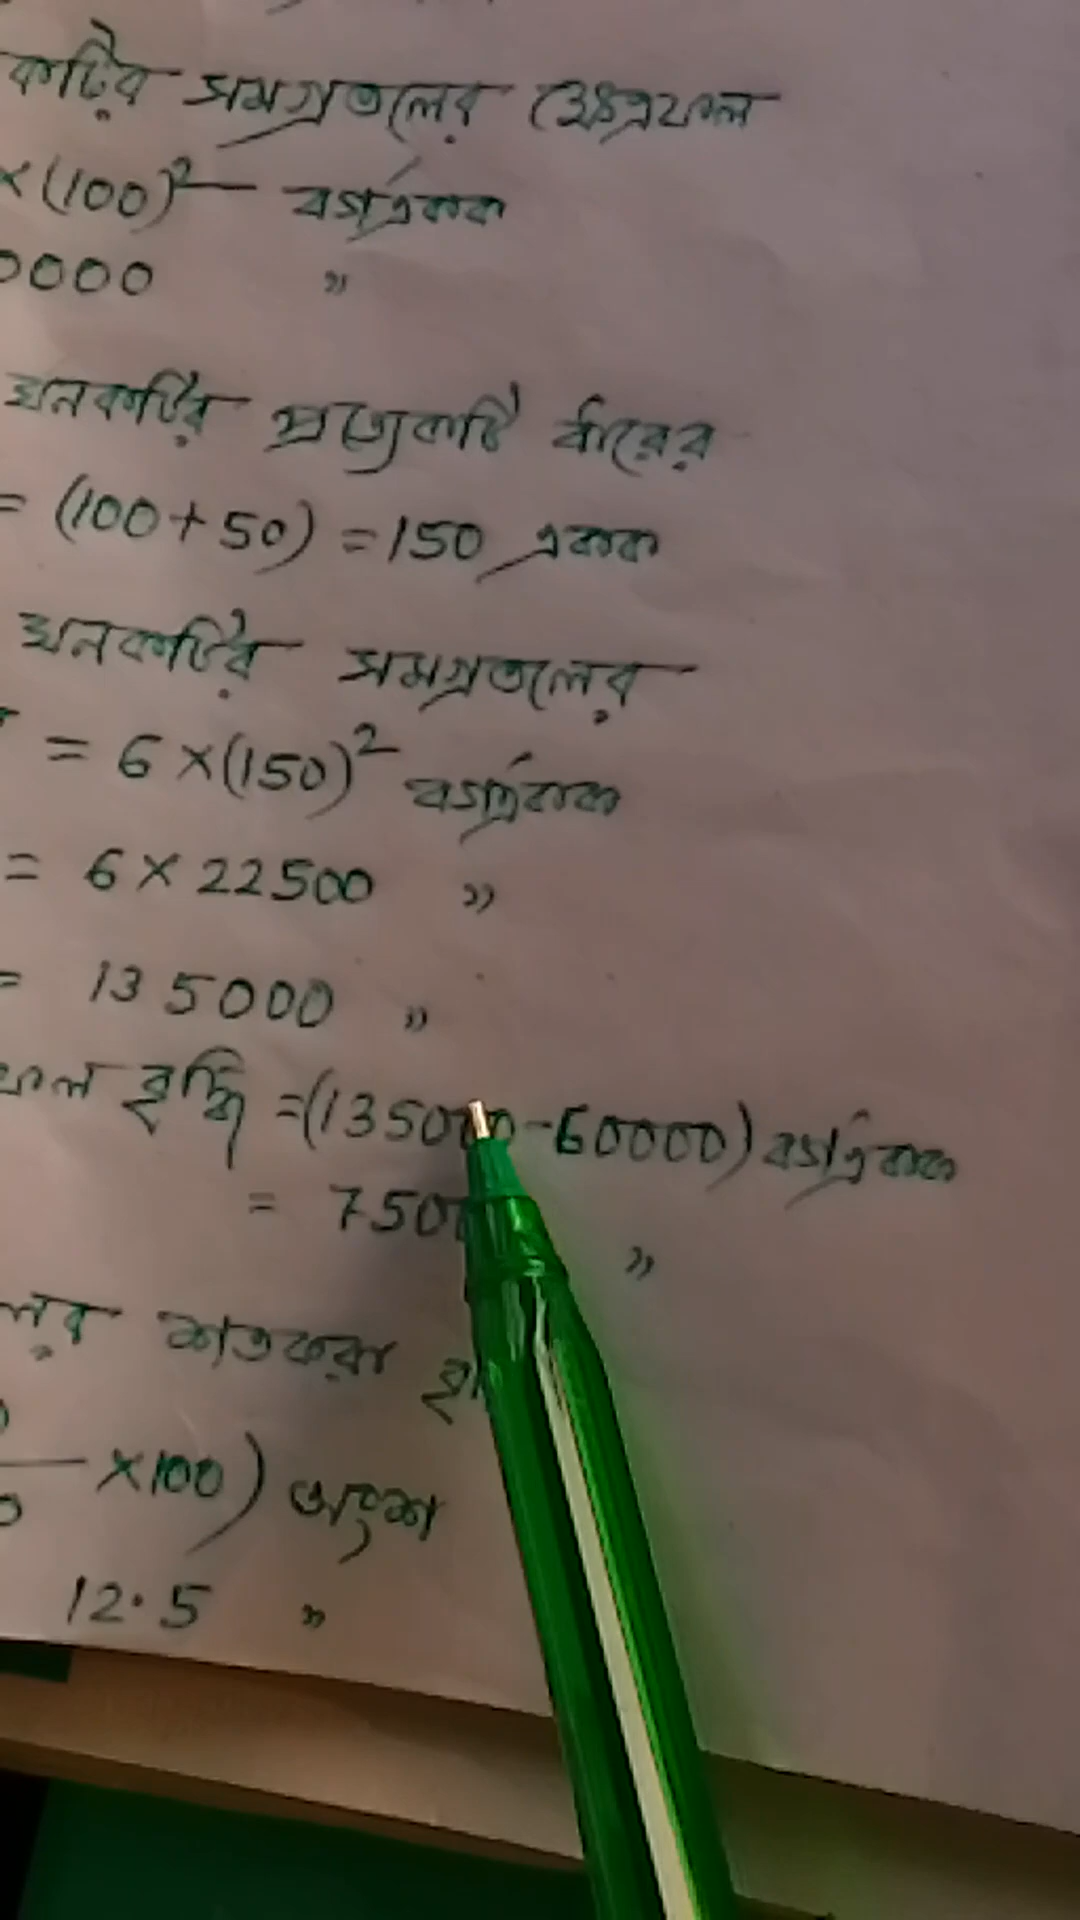 কটির সমগ্রতলের ক্ষেত্রফল
×(100)² বর্গএকক
0000 "
ঘনকটির প্রত্যেকটি ধারের
= (100+50) = 150 একক
ঘনকটির সমগ্রতলের
= 6×(150)² বর্গএকক
= 6×22500 "
= 135000 "
ফল বৃদ্ধি =(135000-60000) বর্গএকক
= 750 "
লের শতকরা বৃ
×100) অংশ
12.5 "